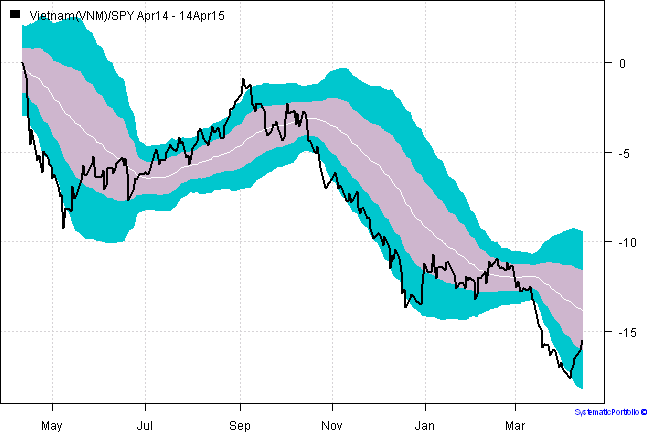 Vietnam(VNM)/SPY Apr14 - 14Apr15
0
-5
-10
-15
May Jul Sep Nov Jan Mar
SystematicPortfolio ©